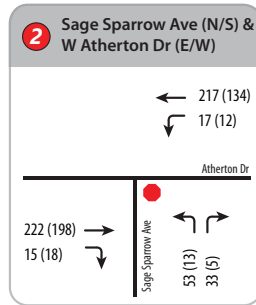 2
Sage Sparrow Ave (N/S) &
W Atherton Dr (E/W)
217 (134)
17 (12)
Atherton Dr
222 (198)
15 (18)
Sage Sparrow Ave
53 (13)
33 (5)